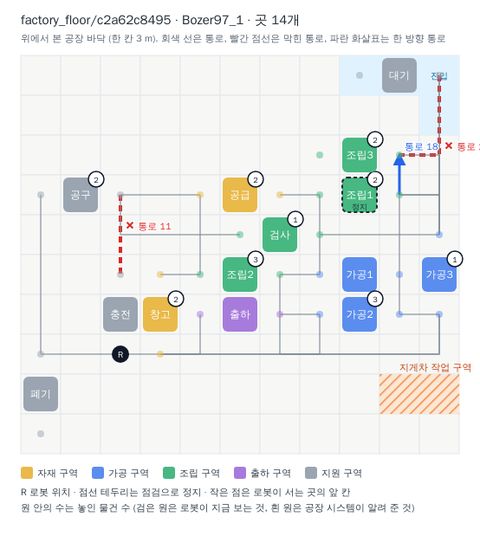 factory_floor/c2a62c8495 · Bozer97_1 · 곳 14개
위에서 본 공장 바닥 (한 칸 3 m). 회색 선은 통로, 빨간 점선은 막힌 통로, 파란 화살표는 한 방향 통로
대기
전립
2
조립3
통로 18
✕ 통로 2
2
공구
2
공급
2
조립1
정지
✕ 통로 11
1
검사
3
조립2
가공1
1
가공3
충전
2
창고
출하
3
가공2
R
지게차 작업 구역
폐기
자재 구역
가공 구역
조립 구역
출하 구역
지원 구역
R 로봇 위치 · 점선 테두리는 점검으로 정지 · 작은 점은 로봇이 서는 곳의 앞 칸
원 안의 수는 놓인 물건 수 (검은 원은 로봇이 지금 보는 것, 흰 원은 공장 시스템이 알려 준 것)